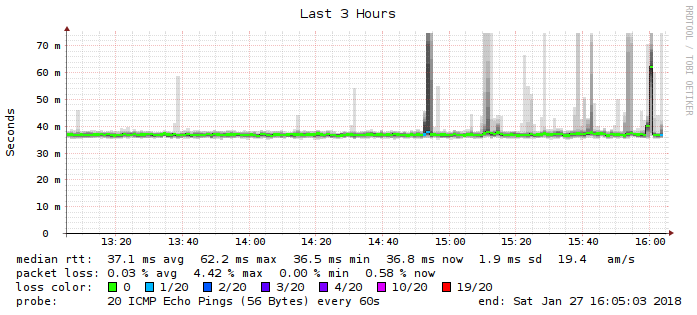 Last 3 Hours
RRDTOOL / TOBI OETIKER
Seconds
70 m
60 m
50 m
40 m
30 m
20 m
10 m
0
13:20 13:40 14:00 14:20 14:40 15:00 15:20 15:40 16:00
median rtt: 37.1 ms avg 62.2 ms max 36.5 ms min 36.8 ms now 1.9 ms sd 19.4 am/s
packet loss: 0.03 % avg 4.42 % max 0.00 % min 0.58 % now
loss color: 0 1/20 2/20 3/20 4/20 10/20 19/20
probe: 20 ICMP Echo Pings (56 Bytes) every 60s end: Sat Jan 27 16:05:03 2018